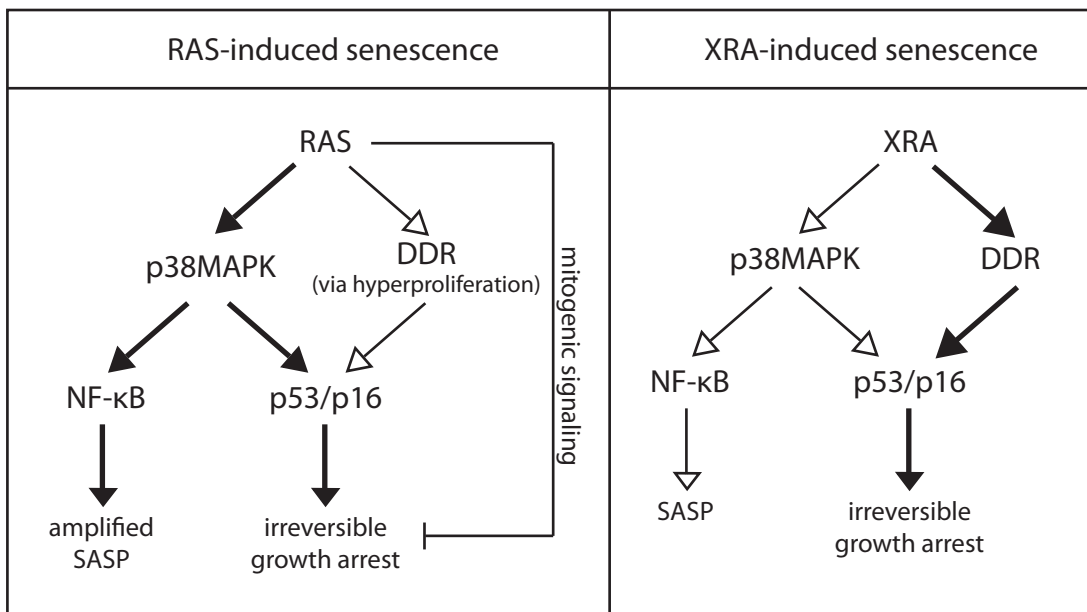 RAS-induced senescence
XRA-induced senescence
RAS
p38MAPK
DDR
(via hyperproliferation)
mitogenic signaling
NF-κB
p53/p16
amplified
SASP
irreversible
growth arrest
XRA
p38MAPK
DDR
NF-κB
p53/p16
SASP
irreversible
growth arrest